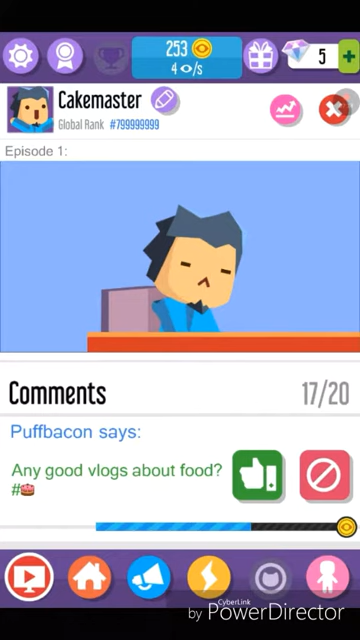 253
4 /s
5
Cakemaster
Global Rank #799999999
Episode 1:
Comments 17/20
Puffbacon says:
Any good vlogs about food?
#🎂
CyberLink
by PowerDirector